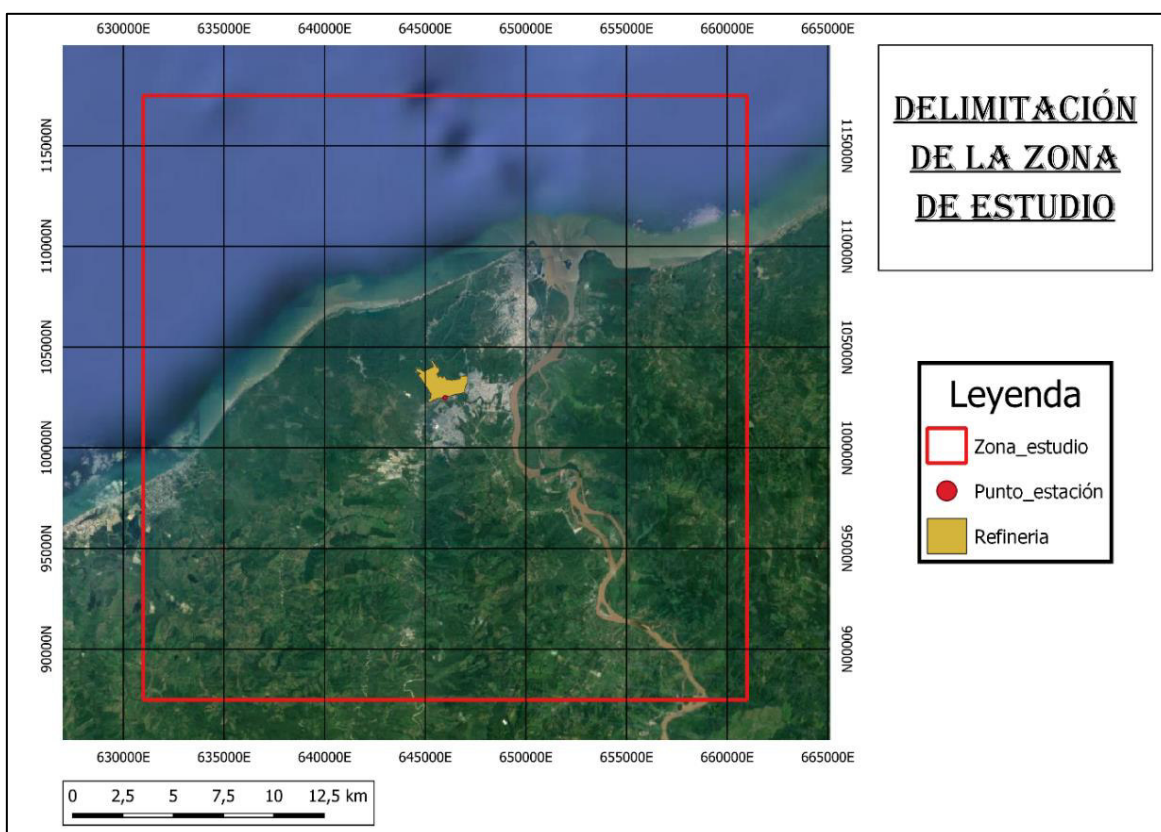 630000E 635000E 640000E 645000E 650000E 655000E 660000E 665000E
115000N 115000N
110000N 110000N
105000N 105000N
100000N 100000N
95000N 95000N
90000N 90000N
630000E 635000E 640000E 645000E 650000E 655000E 660000E 665000E
0 2,5 5 7,5 10 12,5 km
DELIMITACIÓN
DE LA ZONA
DE ESTUDIO
Leyenda
Zona_estudio
Punto_estación
Refineria